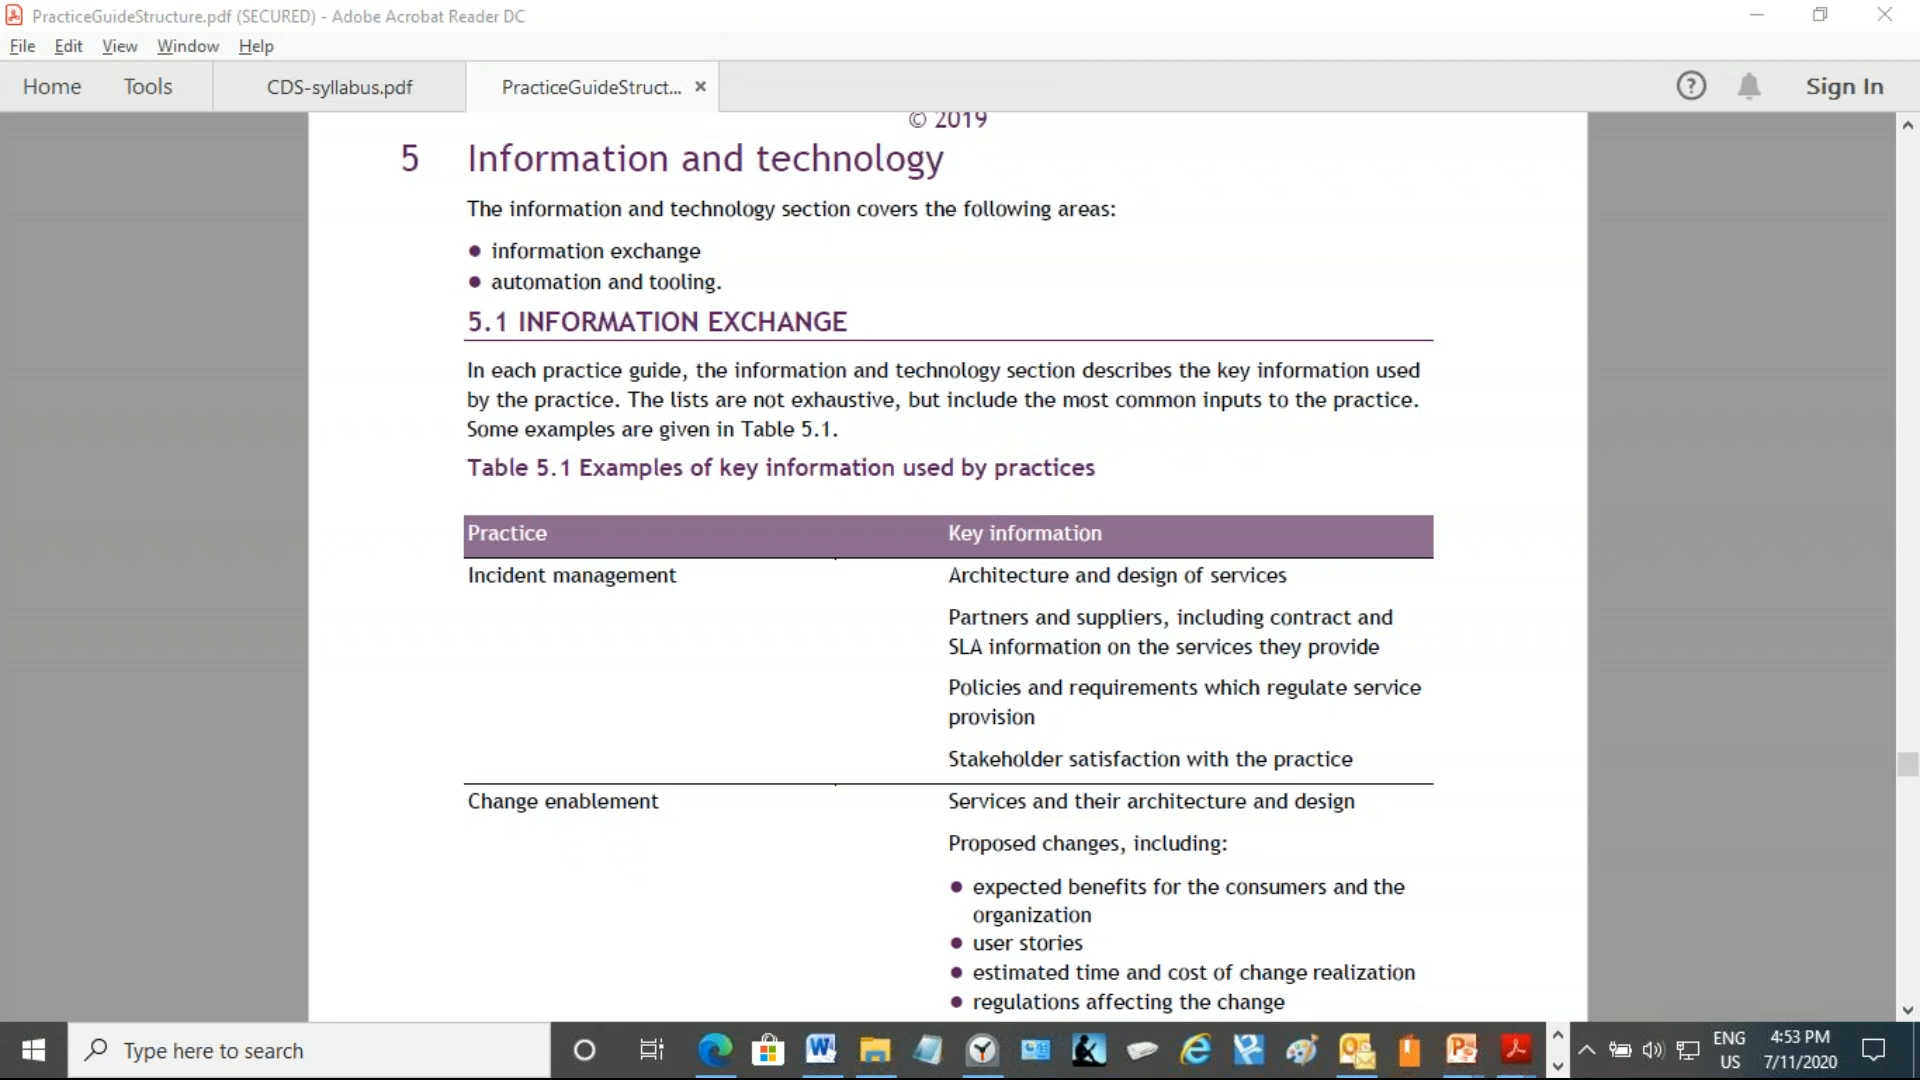 PracticeGuideStructure.pdf (SECURED) - Adobe Acrobat Reader DC
File Edit View Window Help
Home Tools CDS-syllabus.pdf PracticeGuideStruct... × Sign In
© 2019
5 Information and technology
The information and technology section covers the following areas:
● information exchange
● automation and tooling.
5.1 INFORMATION EXCHANGE
In each practice guide, the information and technology section describes the key information used
by the practice. The lists are not exhaustive, but include the most common inputs to the practice.
Some examples are given in Table 5.1.
Table 5.1 Examples of key information used by practices
Practice Key information
Incident management Architecture and design of services
Partners and suppliers, including contract and
SLA information on the services they provide
Policies and requirements which regulate service
provision
Stakeholder satisfaction with the practice
Change enablement Services and their architecture and design
Proposed changes, including:
● expected benefits for the consumers and the
organization
● user stories
● estimated time and cost of change realization
● regulations affecting the change
Type here to search
ENG 4:53 PM
US 7/11/2020